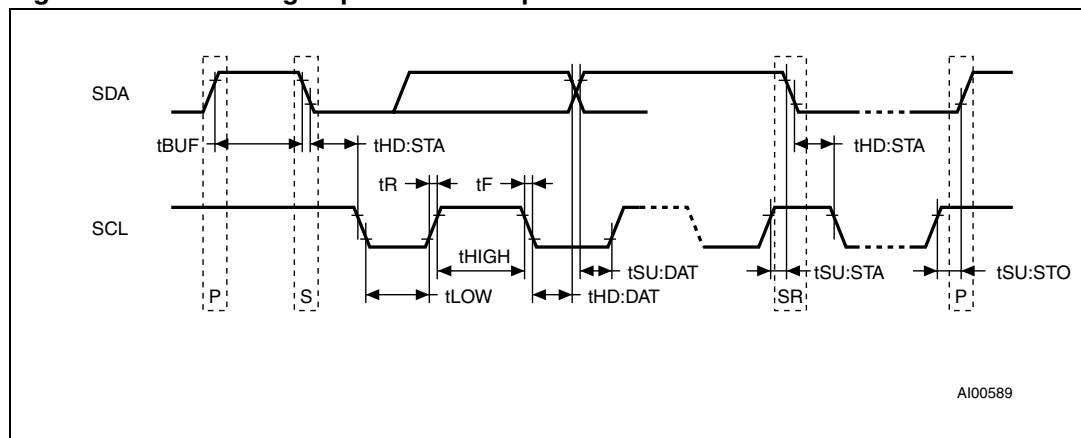 SDA
tBUF
tHD:STA
tHD:STA
tR
tF
SCL
tHIGH
tSU:DAT
tSU:STA
tSU:STO
P
S
tLOW
tHD:DAT
SR
P
AI00589